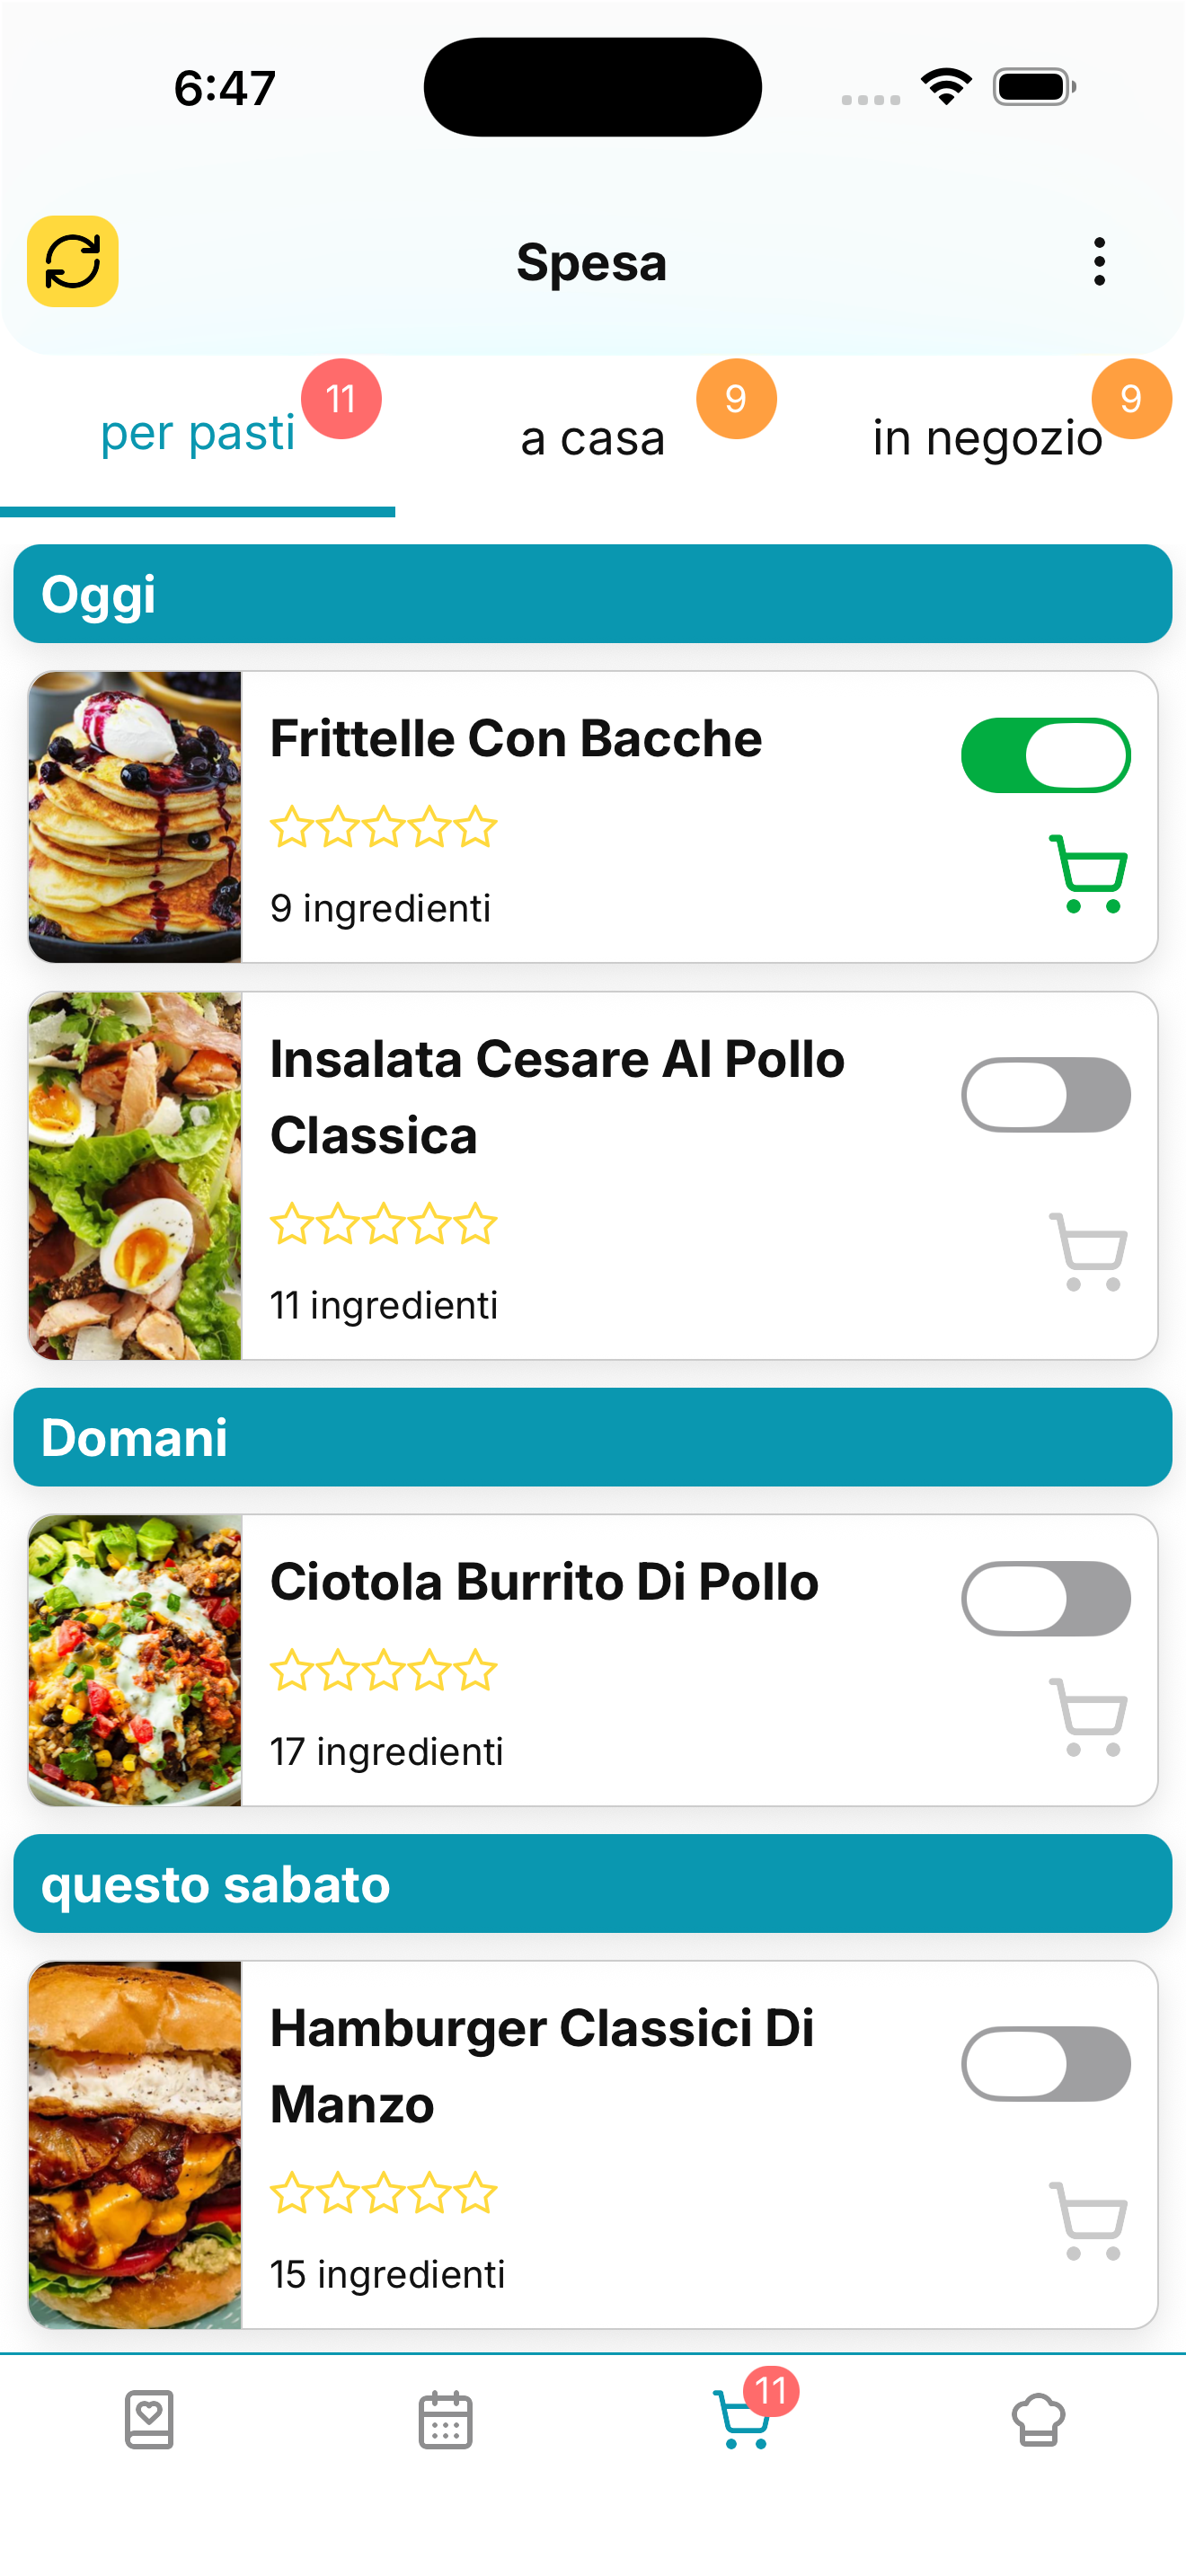 6:47
Spesa
per pasti
11
a casa
9
in negozio
9
Oggi
Frittelle Con Bacche
9 ingredienti
Insalata Cesare Al Pollo
Classica
11 ingredienti
Domani
Ciotola Burrito Di Pollo
17 ingredienti
questo sabato
Hamburger Classici Di
Manzo
15 ingredienti
11